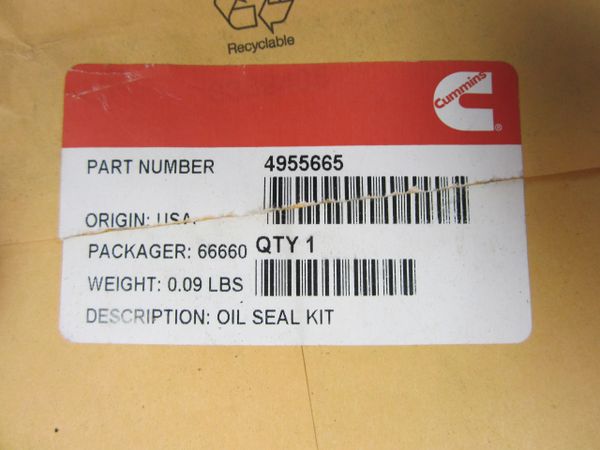 Recyclable
Cummins
®
PART NUMBER 4955665
ORIGIN: USA
PACKAGER: 66660 QTY 1
WEIGHT: 0.09 LBS
DESCRIPTION: OIL SEAL KIT